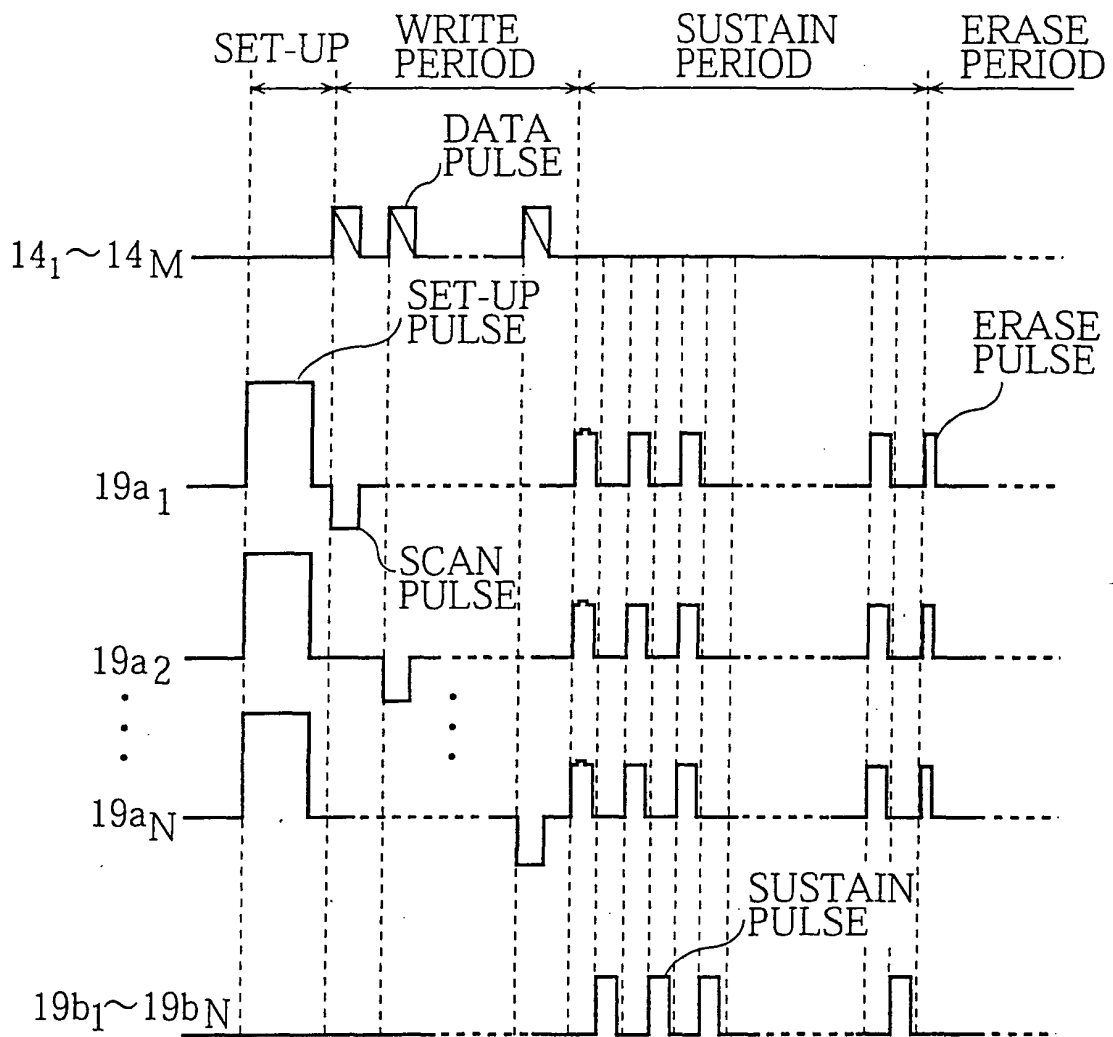 SET-UP
WRITE
PERIOD
SUSTAIN
PERIOD
ERASE
PERIOD
DATA
PULSE
14₁~14M
SET-UP
PULSE
ERASE
PULSE
19a₁
SCAN
PULSE
19a₂
19aN
SUSTAIN
PULSE
19b₁~19bN